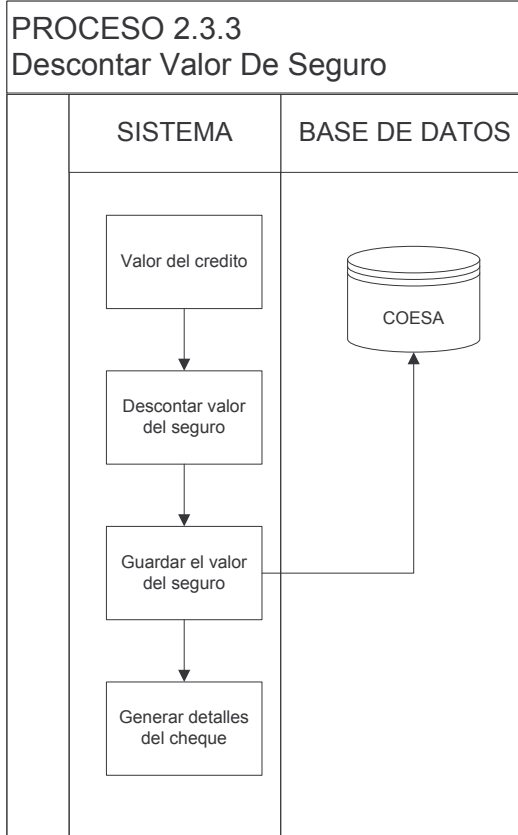 PROCESO 2.3.3
Descontar Valor De Seguro
SISTEMA
BASE DE DATOS
Valor del credito
COESA
Descontar valor
del seguro
Guardar el valor
del seguro
Generar detalles
del cheque